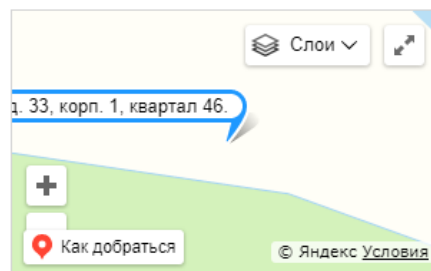 Слои
д. 33, корп. 1, квартал 46.
+
Как добраться
© Яндекс Условия